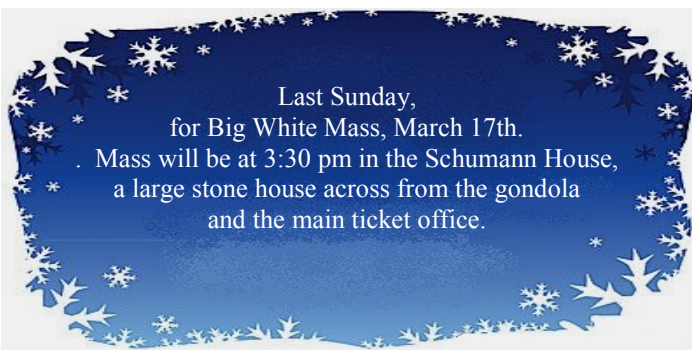 Last Sunday,
for Big White Mass, March 17th.
.  Mass will be at 3:30 pm in the Schumann House,
a large stone house across from the gondola
and the main ticket office.